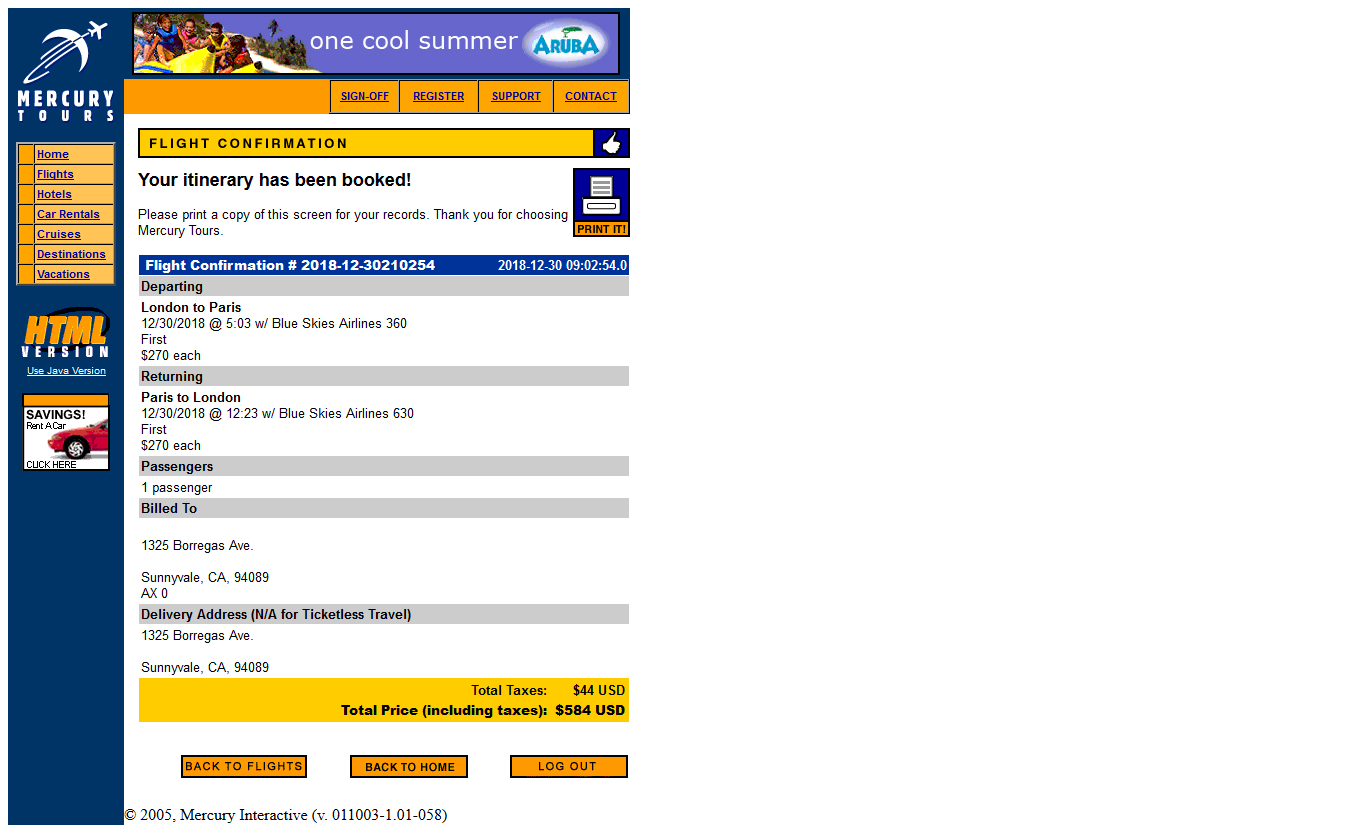 one cool summer ARUBA
MERCURY
TOURS
SIGN-OFF REGISTER SUPPORT CONTACT
Home
Flights
Hotels
Car Rentals
Cruises
Destinations
Vacations
HTML
VERSION
Use Java Version
SAVINGS!
Rent A Car
CLICK HERE
FLIGHT CONFIRMATION
Your itinerary has been booked!
Please print a copy of this screen for your records. Thank you for choosing
Mercury Tours.
PRINT IT!
Flight Confirmation # 2018-12-30210254 2018-12-30 09:02:54.0
Departing
London to Paris
12/30/2018 @ 5:03 w/ Blue Skies Airlines 360
First
$270 each
Returning
Paris to London
12/30/2018 @ 12:23 w/ Blue Skies Airlines 630
First
$270 each
Passengers
1 passenger
Billed To
1325 Borregas Ave.
Sunnyvale, CA, 94089
AX 0
Delivery Address (N/A for Ticketless Travel)
1325 Borregas Ave.
Sunnyvale, CA, 94089
Total Taxes: $44 USD
Total Price (including taxes): $584 USD
BACK TO FLIGHTS BACK TO HOME LOG OUT
© 2005, Mercury Interactive (v. 011003-1.01-058)